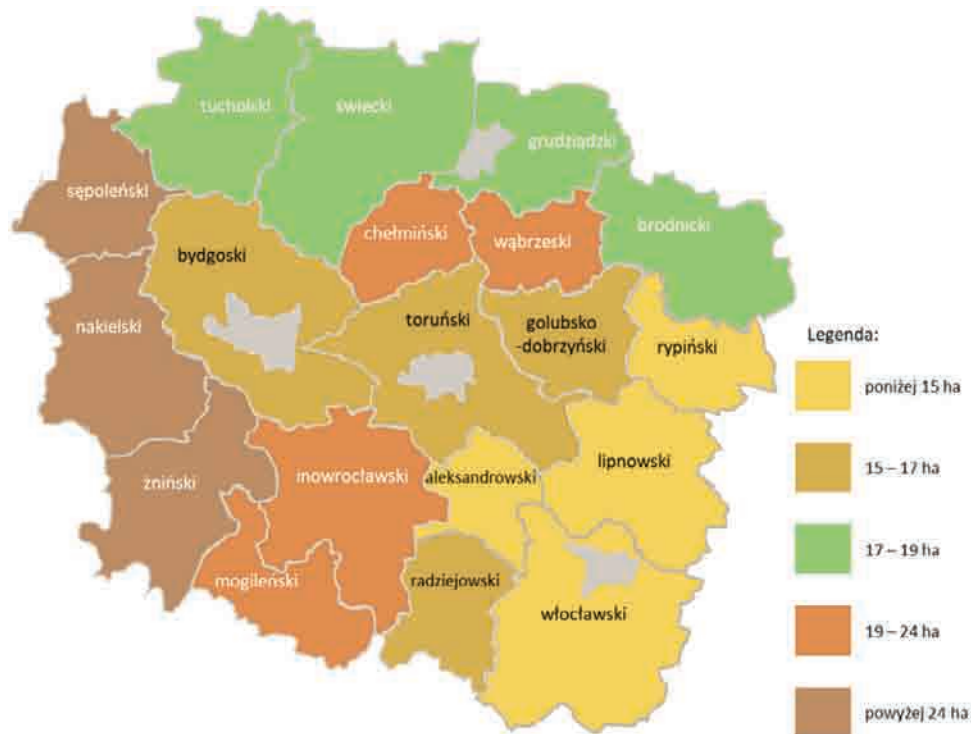 tucholski
świecki
grudziądzki
sępoleński
chełmiński
wąbrzeski
brodnicki
bydgoski
nakielski
toruński
golubsko
-dobrzyński
rypiński
żniński
inowrocławski
aleksandrowski
lipnowski
mogileński
radziejowski
włocławski
Legenda:
poniżej 15 ha
15 – 17 ha
17 – 19 ha
19 – 24 ha
powyżej 24 ha